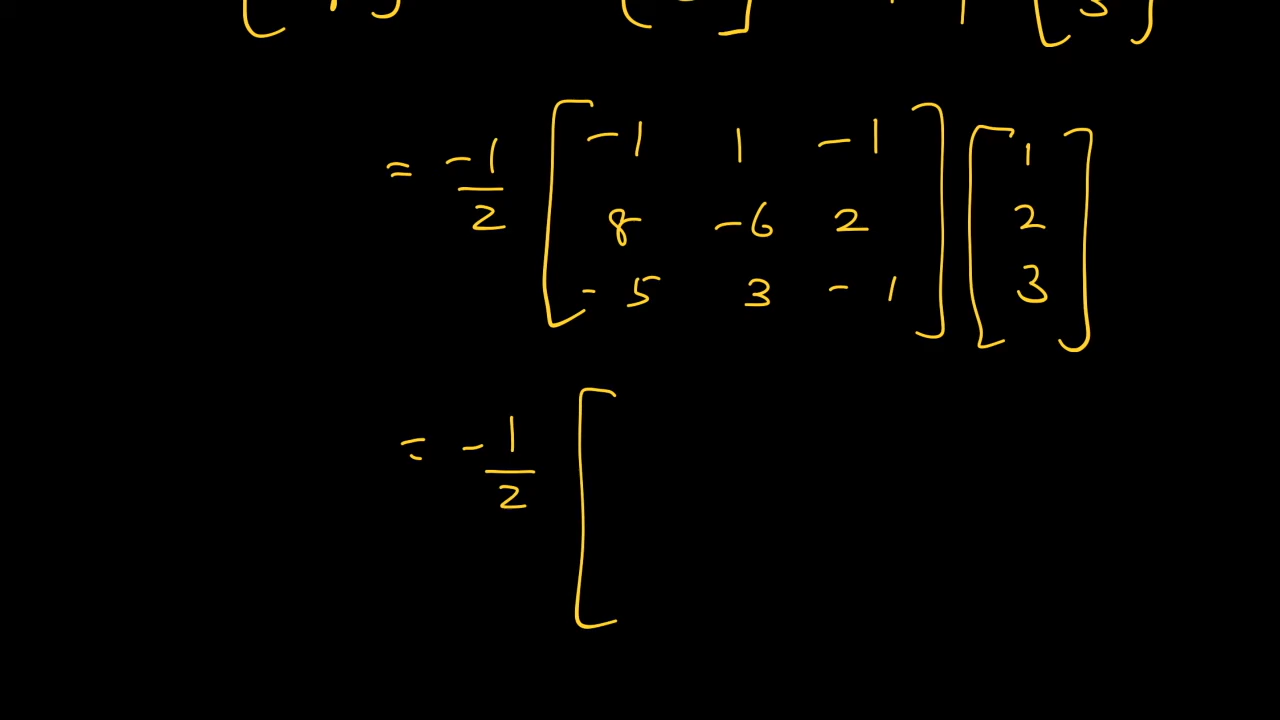 = -1/2 [ -1 1 -1 ] [ 1 ]
[ 8 -6 2 ] [ 2 ]
[ -5 3 -1 ] [ 3 ]
= -1/2 [